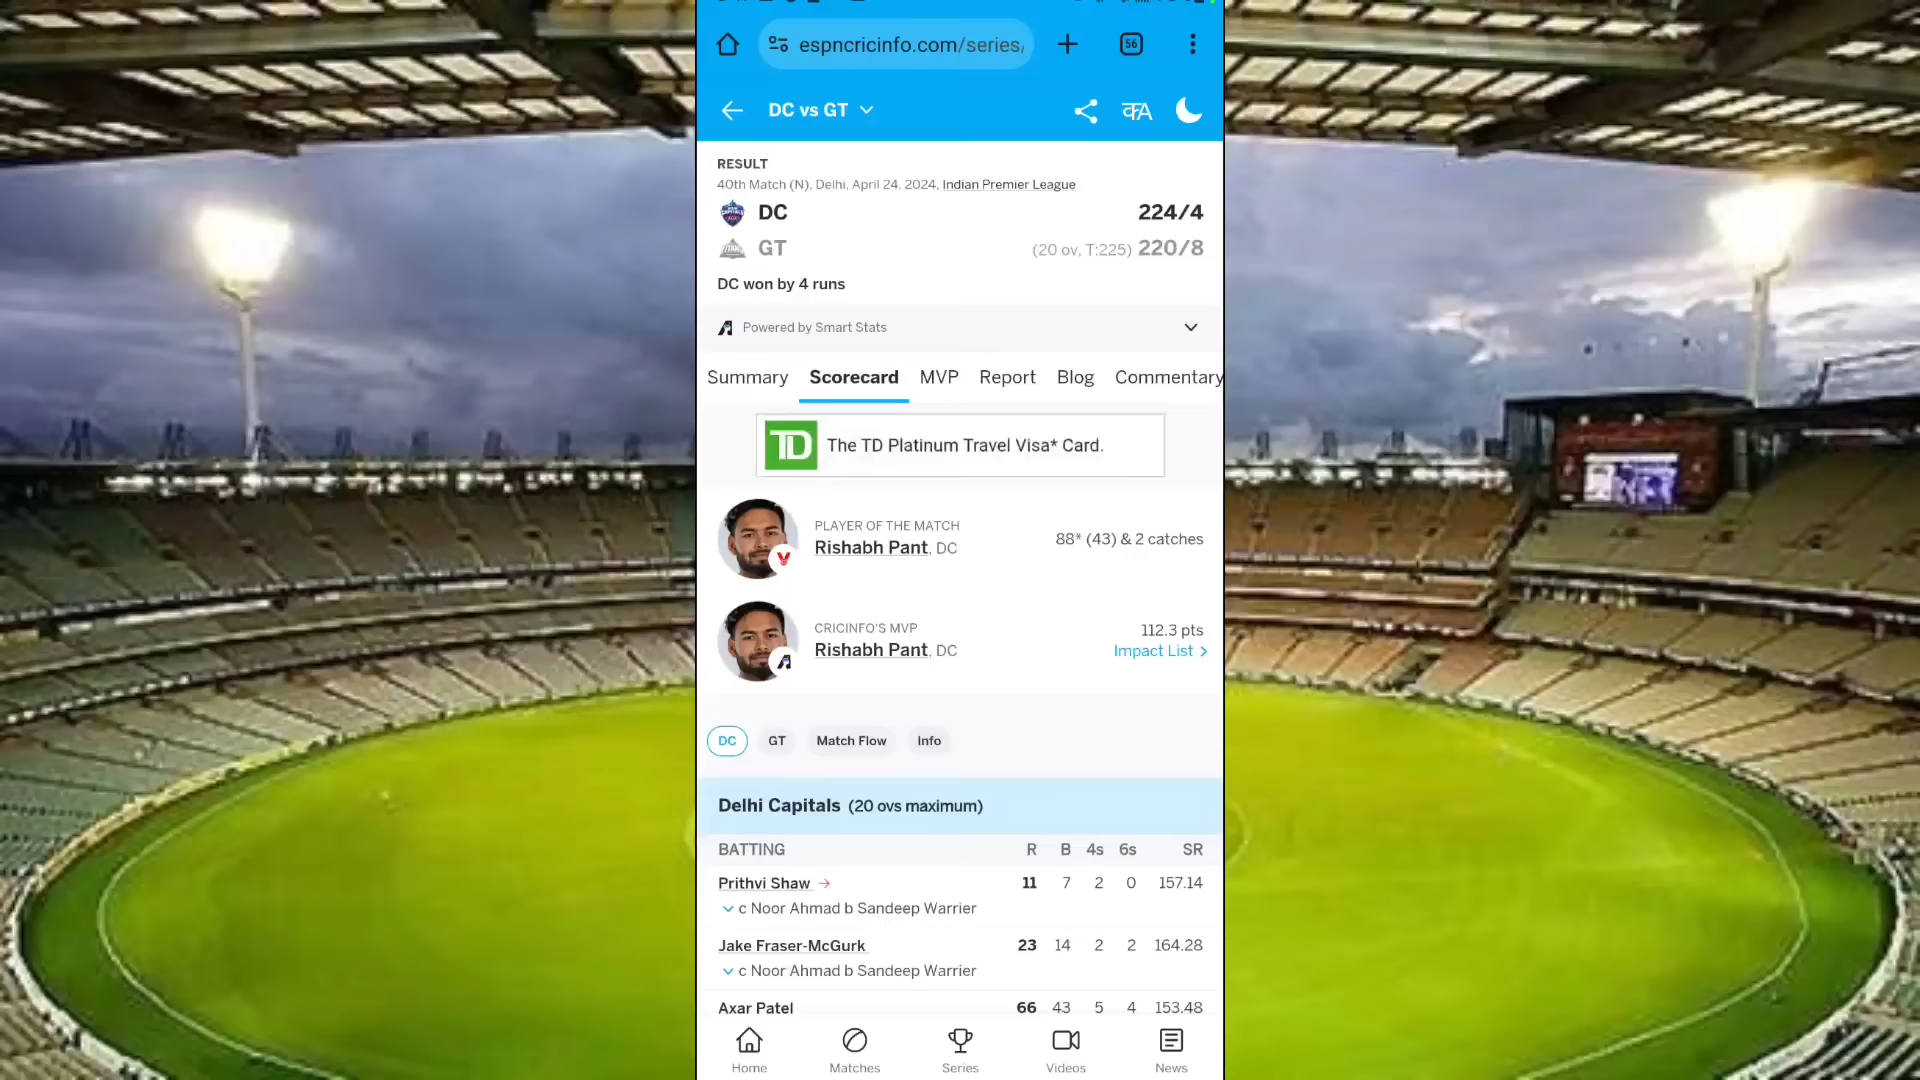 espncricinfo.com/series,
56
DC vs GT
कA
RESULT
40th Match (N), Delhi, April 24, 2024, Indian Premier League
DC 224/4
GT (20 ov, T:225) 220/8
DC won by 4 runs
Powered by Smart Stats
Summary Scorecard MVP Report Blog Commentary
TD The TD Platinum Travel Visa* Card.
PLAYER OF THE MATCH
Rishabh Pant, DC
88* (43) & 2 catches
CRICINFO'S MVP
Rishabh Pant, DC
112.3 pts
Impact List
DC GT Match Flow Info
Delhi Capitals (20 ovs maximum)
BATTING R B 4s 6s SR
Prithvi Shaw → 11 7 2 0 157.14
c Noor Ahmad b Sandeep Warrier
Jake Fraser-McGurk 23 14 2 2 164.28
c Noor Ahmad b Sandeep Warrier
Axar Patel 66 43 5 4 153.48
Home Matches Series Videos News